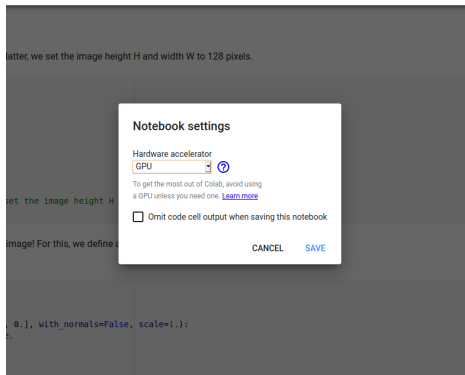 latter, we set the image height H and width W to 128 pixels.
Notebook settings
Hardware accelerator
GPU
To get the most out of Colab, avoid using
a GPU unless you need one. Learn more
set the image height H
Omit code cell output when saving this notebook
image! For this, we define a
CANCEL SAVE
, 0.], with_normals=False, scale=1.):
e.